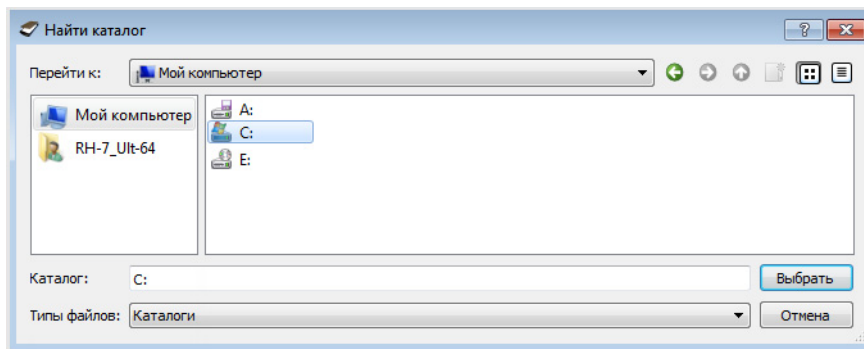 Найти каталог
Перейти к: Мой компьютер
Мой компьютер
RH-7_Ult-64
A:
C:
E:
Каталог: C:
Выбрать
Типы файлов: Каталоги
Отмена